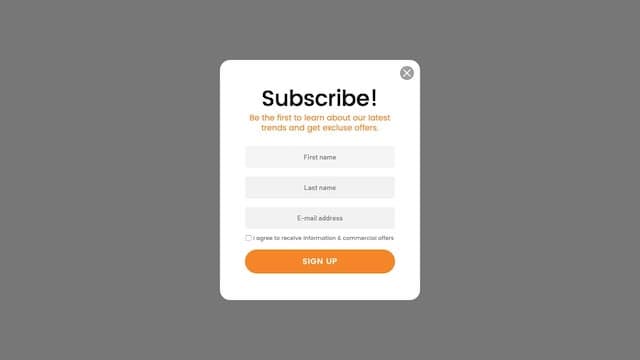 Subscribe!
Be the first to learn about our latest
trends and get excluse offers.
First name
Last name
E-mail address
I agree to receive information & commercial offers
SIGN UP